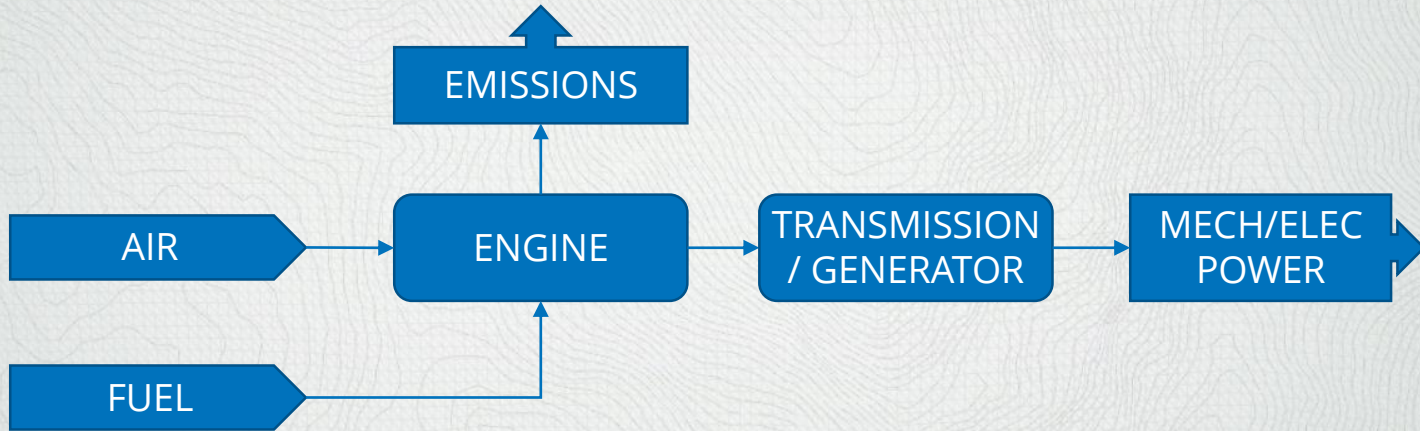 EMISSIONS
AIR
ENGINE
TRANSMISSION
/ GENERATOR
MECH/ELEC
POWER
FUEL